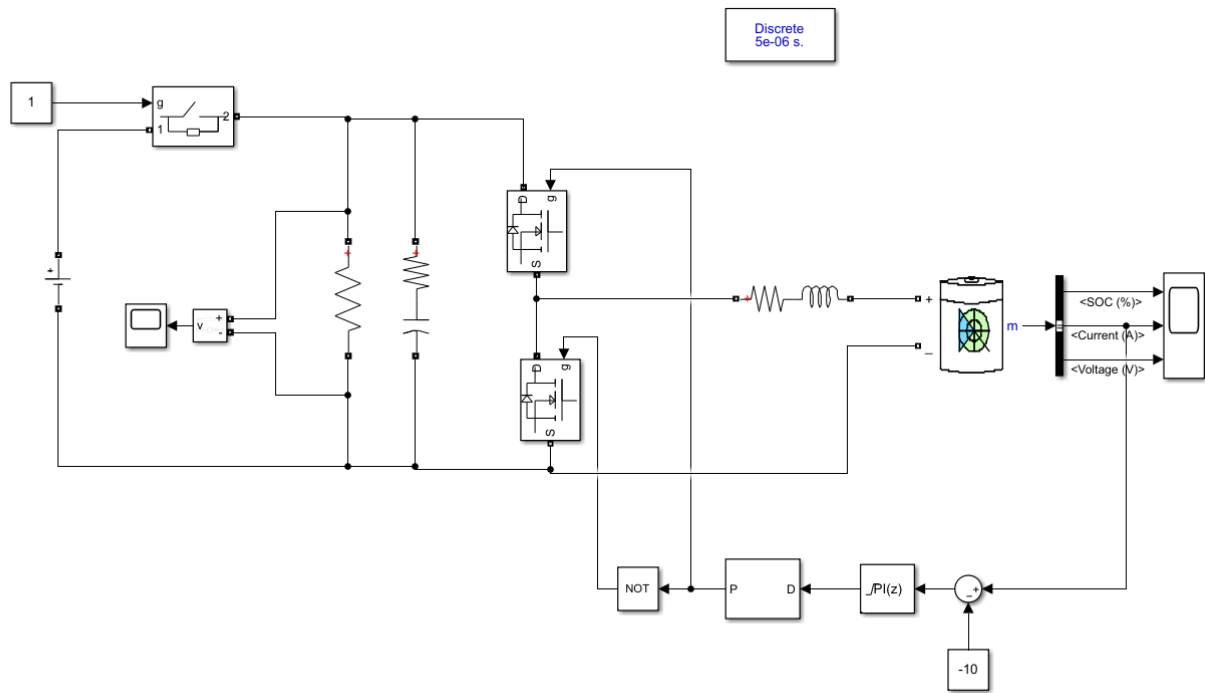 Discrete
5e-06 s.
1
g
1
2
D
g
S
+
v
+
-
+
+
+
+
-
m
<SOC (%)>
<Current (A)>
<Voltage (V)>
D
g
S
NOT
P
D
PI(z)
+
-
-10